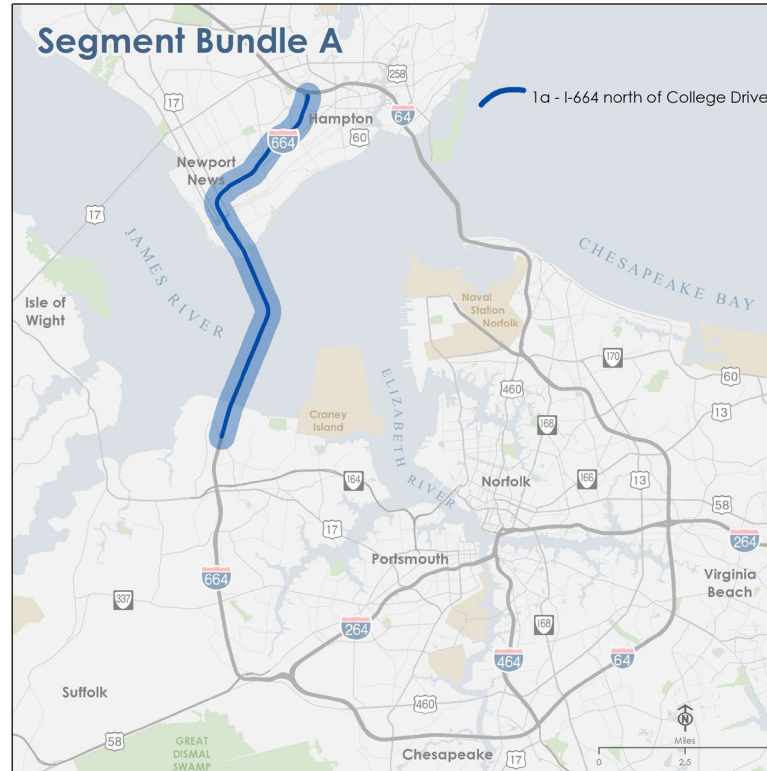 Segment Bundle A
1a - I-664 north of College Drive
258
17
Hampton
64
664
60
Newport
News
17
JAMES RIVER
CHESAPEAKE BAY
Isle of
Wight
Naval
Station
Norfolk
170
60
460
13
Craney
Island
168
ELIZABETH RIVER
164
Norfolk
166
13
58
17
264
Portsmouth
664
Virginia
Beach
337
264
168
464
64
Suffolk
460
N
58
GREAT
DISMAL
SWAMP
Miles
0 2.5
Chesapeake
17